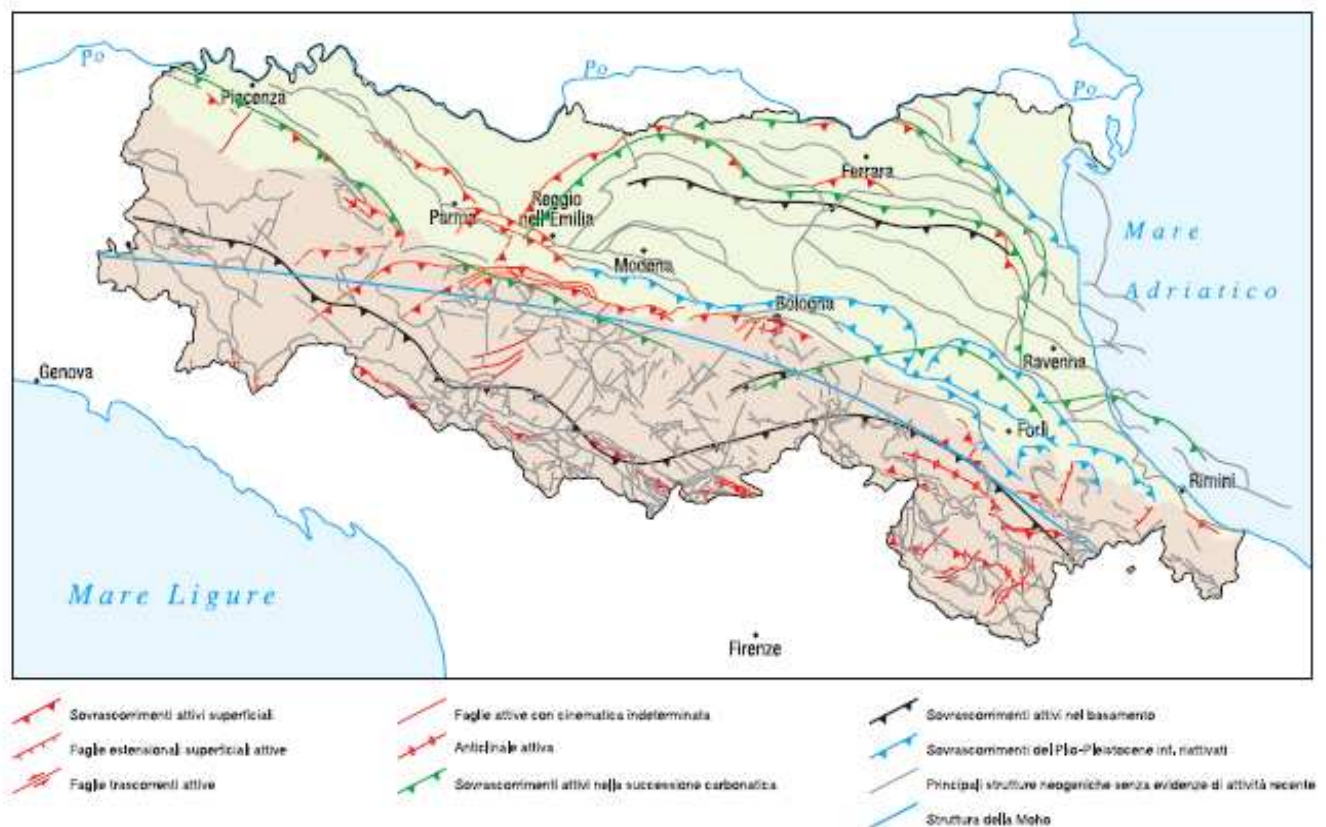 Po
Po
Po
Piacenza
Ferrara
Parma
Reggio
nell'Emilia
Mare
Adriatico
Modena
Bologna
Ravenna
Genova
Forlì
Rimini
Mare Ligure
Firenze
Sovrascorrimenti attivi superficiali
Faglie estensionali superficiali attive
Faglie trascorrenti attive
Faglie attive con cinematica indeterminata
Anticlinale attiva
Sovrascorrimenti attivi nella successione carbonatica
Sovrascorrimenti attivi nel basamento
Sovrascorrimenti del Plio-Pleistocene inf. riattivati
Principali strutture neogeniche senza evidenze di attività recente
Struttura della Moho